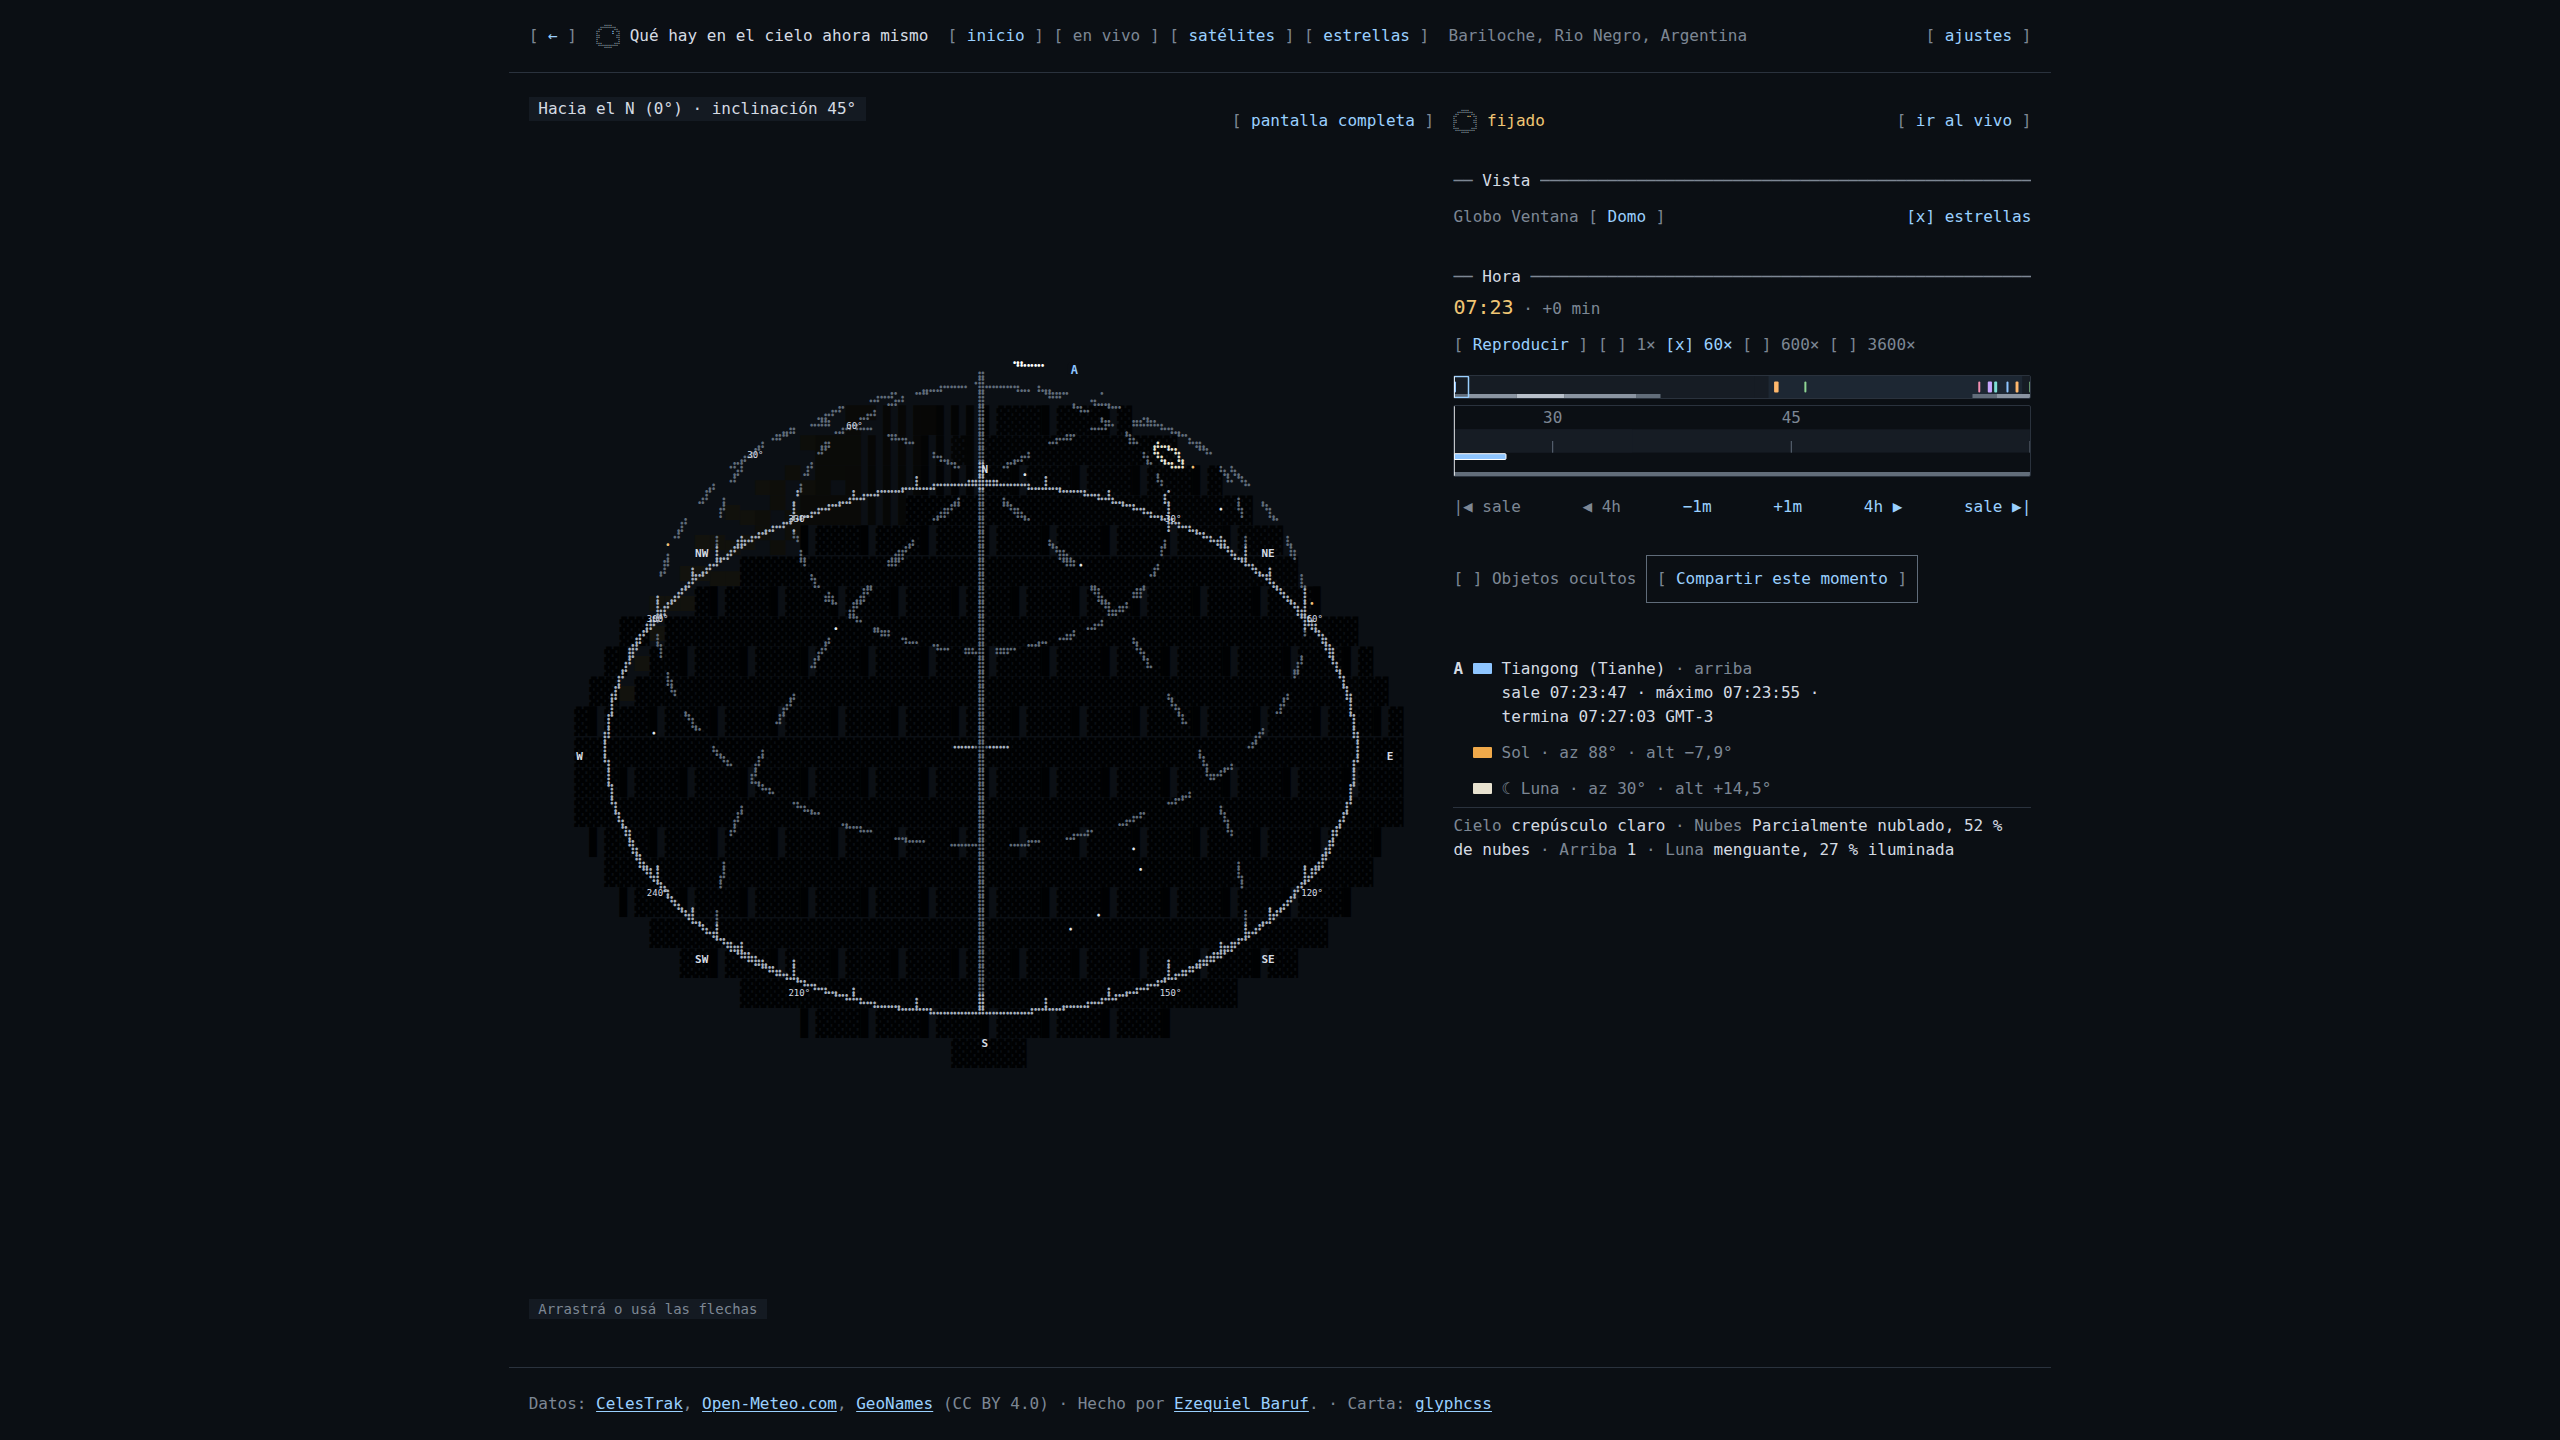 [ ← ] Qué hay en el cielo ahora mismo [ inicio ] [ en vivo ] [ satélites ] [ estrellas ] Bariloche, Rio Negro, Argentina [ ajustes ]
Hacia el N (0°) · inclinación 45°
[ pantalla completa ]
A
60°
30°
N
330°
30°
NW
NE
300°
60°
W
E
240°
120°
SW
SE
210°
150°
S
Arrastrá o usá las flechas
fijado [ ir al vivo ]
Vista
Globo Ventana [ Domo ] [x] estrellas
Hora
07:23 · +0 min
[ Reproducir ] [ ] 1× [x] 60× [ ] 600× [ ] 3600×
30 45
|◀ sale ◀ 4h −1m +1m 4h ▶ sale ▶|
[ ] Objetos ocultos [ Compartir este momento ]
A Tiangong (Tianhe) · arriba
sale 07:23:47 · máximo 07:23:55 ·
termina 07:27:03 GMT-3
Sol · az 88° · alt −7,9°
☾ Luna · az 30° · alt +14,5°
Cielo crepúsculo claro · Nubes Parcialmente nublado, 52 %
de nubes · Arriba 1 · Luna menguante, 27 % iluminada
Datos: CelesTrak, Open-Meteo.com, GeoNames (CC BY 4.0) · Hecho por Ezequiel Baruf. · Carta: glyphcss